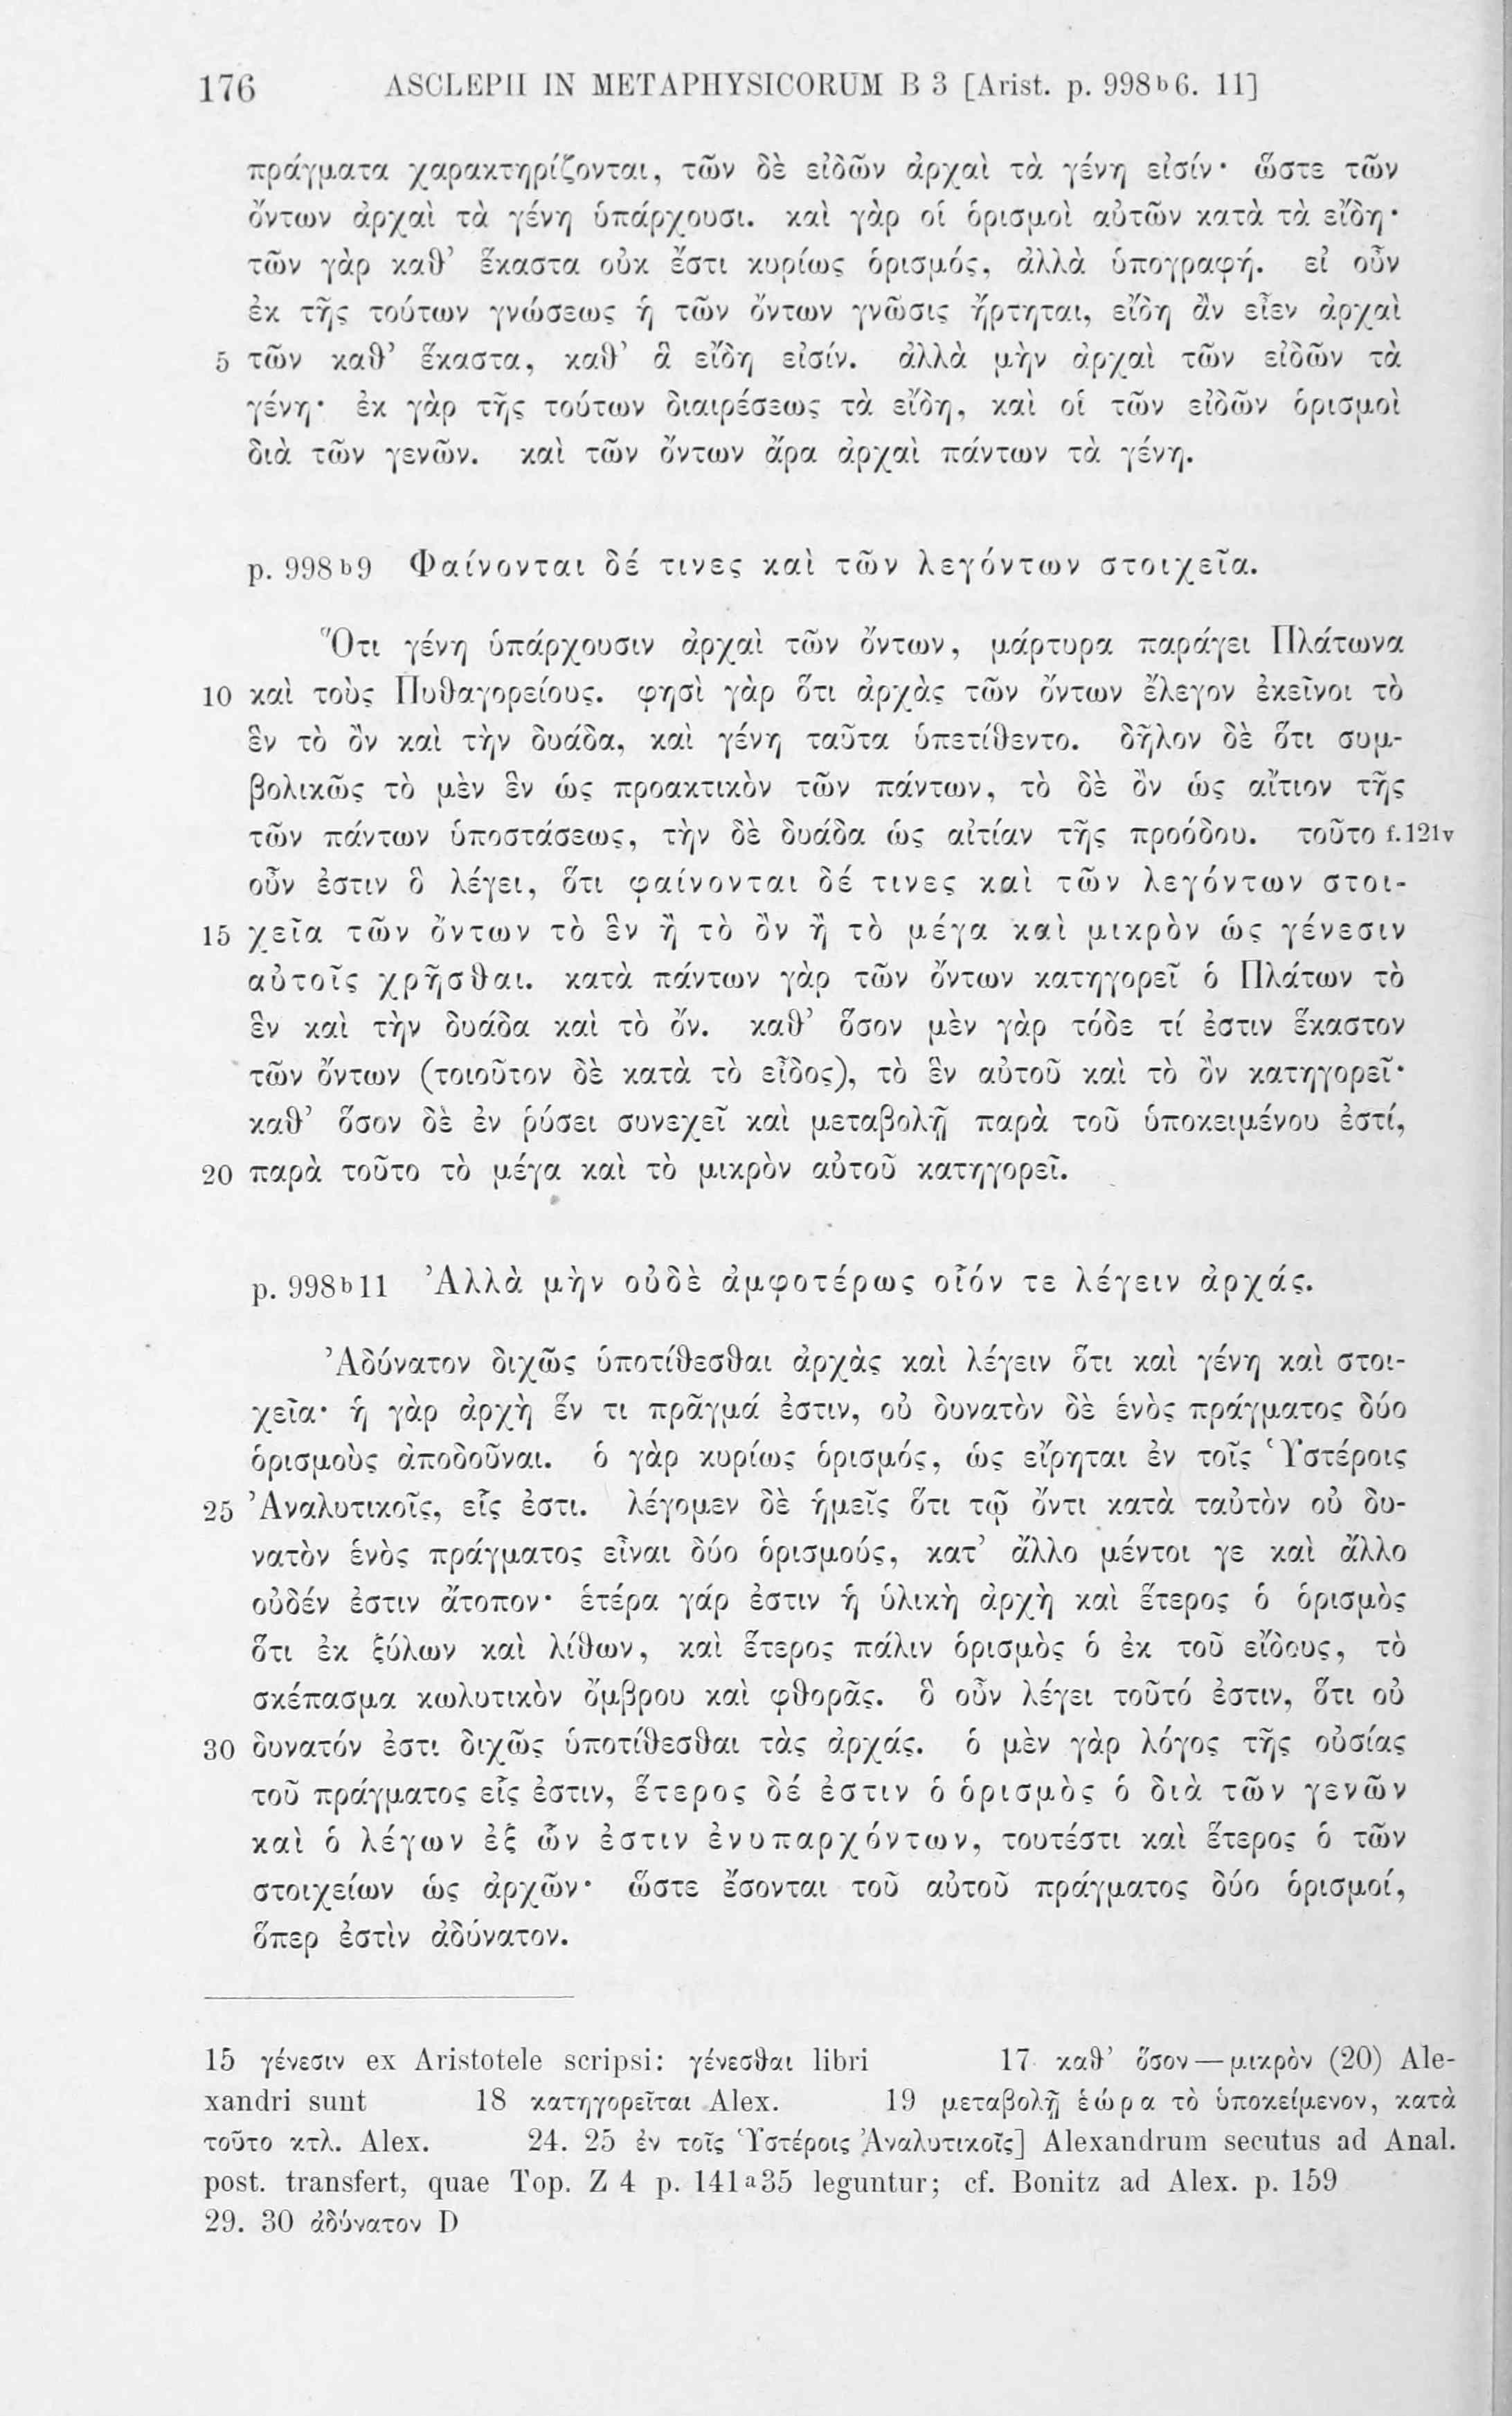 176 ASCLEPII IN METAPHYSICORUM B 3 [Arist. p. 998ᵇ6. 11]
πράγματα χαρακτηρίζονται, τῶν δὲ εἰδῶν ἀρχαὶ τὰ γένη εἰσίν· ὥστε τῶν
ὄντων ἀρχαὶ τὰ γένη ὑπάρχουσι. καὶ γὰρ οἱ ὁρισμοὶ αὐτῶν κατὰ τὰ εἴδη·
τῶν γὰρ καθ’ ἕκαστα οὐκ ἔστι κυρίως ὁρισμός, ἀλλὰ ὑπογραφή. εἰ οὖν
ἐκ τῆς τούτων γνώσεως ἡ τῶν ὄντων γνῶσις ἤρτηται, εἴδη ἂν εἶεν ἀρχαὶ
5 τῶν καθ’ ἕκαστα, καθ’ ἃ εἴδη εἰσίν. ἀλλὰ μὴν ἀρχαὶ τῶν εἰδῶν τὰ
γένη· ἐκ γὰρ τῆς τούτων διαιρέσεως τὰ εἴδη, καὶ οἱ τῶν εἰδῶν ὁρισμοὶ
διὰ τῶν γενῶν. καὶ τῶν ὄντων ἄρα ἀρχαὶ πάντων τὰ γένη.
p. 998ᵇ9 Φαίνονται δέ τινες καὶ τῶν λεγόντων στοιχεῖα.
Ὅτι γένη ὑπάρχουσιν ἀρχαὶ τῶν ὄντων, μάρτυρα παράγει Πλάτωνα
10 καὶ τοὺς Πυθαγορείους. φησὶ γὰρ ὅτι ἀρχὰς τῶν ὄντων ἔλεγον ἐκεῖνοι τὸ
ἓν τὸ ὂν καὶ τὴν δυάδα, καὶ γένη ταῦτα ὑπετίθεντο. δῆλον δὲ ὅτι συμ-
βολικῶς τὸ μὲν ἓν ὡς προακτικὸν τῶν πάντων, τὸ δὲ ὂν ὡς αἴτιον τῆς
τῶν πάντων ὑποστάσεως, τὴν δὲ δυάδα ὡς αἰτίαν τῆς προόδου. τοῦτο f.121v
οὖν ἐστιν ὃ λέγει, ὅτι φαίνονται δέ τινες καὶ τῶν λεγόντων στοι-
15 χεῖα τῶν ὄντων τὸ ἓν ἢ τὸ ὂν ἢ τὸ μέγα καὶ μικρὸν ὡς γένεσιν
αὐτοῖς χρῆσθαι. κατὰ πάντων γὰρ τῶν ὄντων κατηγορεῖ ὁ Πλάτων τὸ
ἓν καὶ τὴν δυάδα καὶ τὸ ὄν. καθ’ ὅσον μὲν γὰρ τόδε τί ἐστιν ἕκαστον
τῶν ὄντων (τοιοῦτον δὲ κατὰ τὸ εἶδος), τὸ ἓν αὐτοῦ καὶ τὸ ὂν κατηγορεῖ·
καθ’ ὅσον δὲ ἐν ῥύσει συνεχεῖ καὶ μεταβολῇ παρὰ τοῦ ὑποκειμένου ἐστί,
20 παρὰ τοῦτο τὸ μέγα καὶ τὸ μικρὸν αὐτοῦ κατηγορεῖ.
p. 998ᵇ11 Ἀλλὰ μὴν οὐδὲ ἀμφοτέρως οἷόν τε λέγειν ἀρχάς.
Ἀδύνατον διχῶς ὑποτίθεσθαι ἀρχὰς καὶ λέγειν ὅτι καὶ γένη καὶ στοι-
χεῖα· ἡ γὰρ ἀρχὴ ἕν τι πρᾶγμά ἐστιν, οὐ δυνατὸν δὲ ἑνὸς πράγματος δύο
ὁρισμοὺς ἀποδοῦναι. ὁ γὰρ κυρίως ὁρισμός, ὡς εἴρηται ἐν τοῖς Ὑστέροις
25 Ἀναλυτικοῖς, εἷς ἐστι. λέγομεν δὲ ἡμεῖς ὅτι τῷ ὄντι κατὰ ταὐτὸν οὐ δυ-
νατὸν ἑνὸς πράγματος εἶναι δύο ὁρισμούς, κατ’ ἄλλο μέντοι γε καὶ ἄλλο
οὐδέν ἐστιν ἄτοπον· ἑτέρα γάρ ἐστιν ἡ ὑλικὴ ἀρχὴ καὶ ἕτερος ὁ ὁρισμὸς
ὅτι ἐκ ξύλων καὶ λίθων, καὶ ἕτερος πάλιν ὁρισμὸς ὁ ἐκ τοῦ εἴδους, τὸ
σκέπασμα κωλυτικὸν ὄμβρου καὶ φθορᾶς. ὃ οὖν λέγει τοῦτό ἐστιν, ὅτι οὐ
30 δυνατόν ἐστι διχῶς ὑποτίθεσθαι τὰς ἀρχάς. ὁ μὲν γὰρ λόγος τῆς οὐσίας
τοῦ πράγματος εἷς ἐστιν, ἕτερος δέ ἐστιν ὁ ὁρισμὸς ὁ διὰ τῶν γενῶν
καὶ ὁ λέγων ἐξ ὧν ἐστιν ἐνυπαρχόντων, τουτέστι καὶ ἕτερος ὁ τῶν
στοιχείων ὡς ἀρχῶν· ὥστε ἔσονται τοῦ αὐτοῦ πράγματος δύο ὁρισμοί,
ὅπερ ἐστὶν ἀδύνατον.
15 γένεσιν ex Aristotele scripsi: γένεσθαι libri 17 καθ’ ὅσον — μικρὸν (20) Ale-
xandri sunt 18 κατηγορεῖται Alex. 19 μεταβολῇ ἑώρα τὸ ὑποκείμενον, κατὰ
τοῦτο κτλ. Alex. 24. 25 ἐν τοῖς Ὑστέροις Ἀναλυτικοῖς] Alexandrum secutus ad Anal.
post. transfert, quae Top. Z 4 p. 141ᵃ35 leguntur; cf. Bonitz ad Alex. p. 159
29. 30 ἀδύνατον D